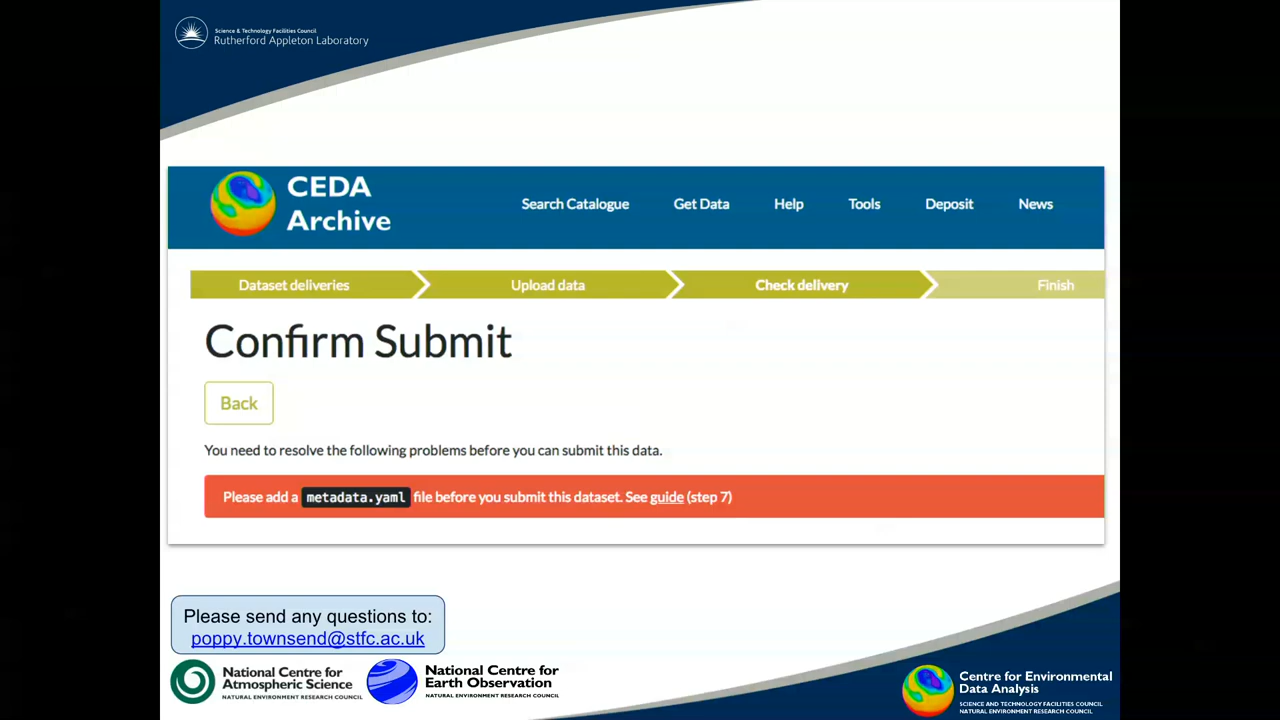 Science & Technology Facilities Council
Rutherford Appleton Laboratory
CEDA
Archive
Search Catalogue Get Data Help Tools Deposit News
Dataset deliveries Upload data Check delivery Finish
Confirm Submit
Back
You need to resolve the following problems before you can submit this data.
Please add a metadata.yaml file before you submit this dataset. See guide (step 7)
Please send any questions to:
poppy.townsend@stfc.ac.uk
National Centre for
Atmospheric Science
NATURAL ENVIRONMENT RESEARCH COUNCIL
National Centre for
Earth Observation
NATURAL ENVIRONMENT RESEARCH COUNCIL
Centre for Environmental
Data Analysis
SCIENCE AND TECHNOLOGY FACILITIES COUNCIL
NATURAL ENVIRONMENT RESEARCH COUNCIL